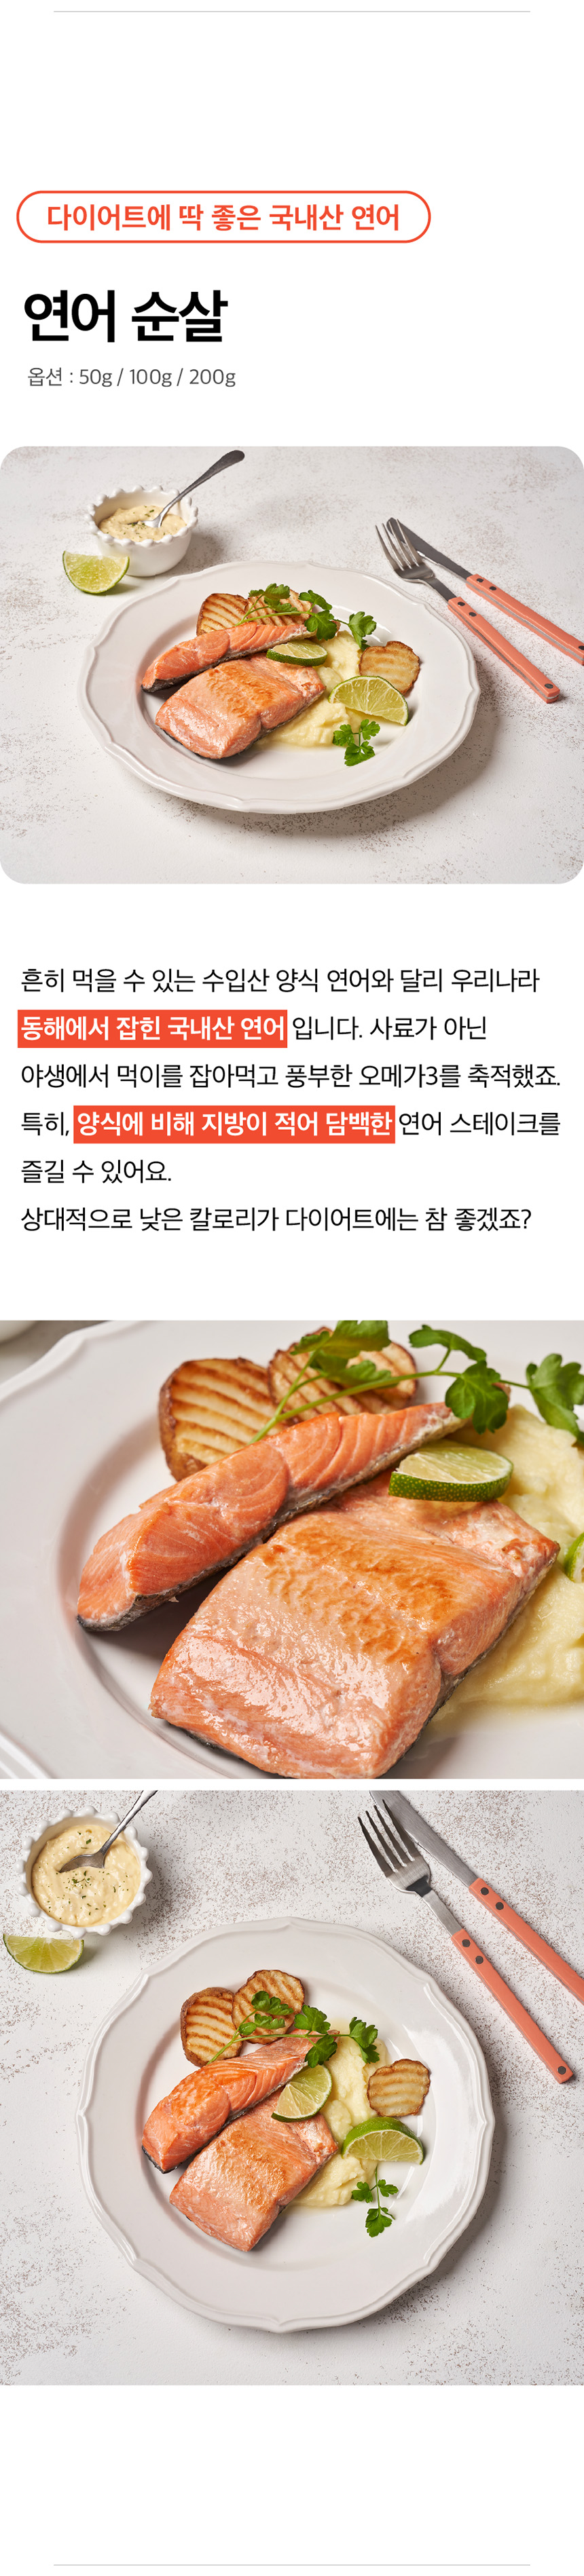 다이어트에 딱 좋은 국내산 연어
연어 순살
옵션 : 50g / 100g / 200g
흔히 먹을 수 있는 수입산 양식 연어와 달리 우리나라
동해에서 잡힌 국내산 연어 입니다. 사료가 아닌
야생에서 먹이를 잡아먹고 풍부한 오메가3를 축적했죠.
특히, 양식에 비해 지방이 적어 담백한 연어 스테이크를
즐길 수 있어요.
상대적으로 낮은 칼로리가 다이어트에는 참 좋겠죠?